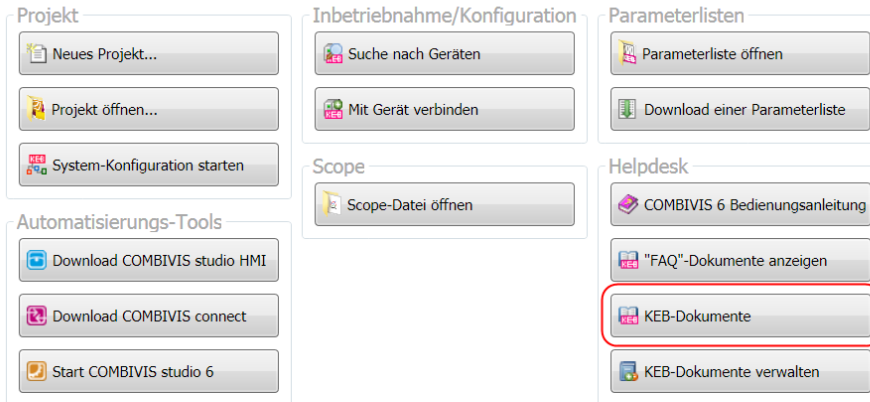 Projekt
Neues Projekt...
Projekt öffnen...
System-Konfiguration starten
Automatisierungs-Tools
Download COMBIVIS studio HMI
Download COMBIVIS connect
Start COMBIVIS studio 6
Inbetriebnahme/Konfiguration
Suche nach Geräten
Mit Gerät verbinden
Scope
Scope-Datei öffnen
Parameterlisten
Parameterliste öffnen
Download einer Parameterliste
Helpdesk
COMBIVIS 6 Bedienungsanleitung
"FAQ"-Dokumente anzeigen
KEB-Dokumente
KEB-Dokumente verwalten